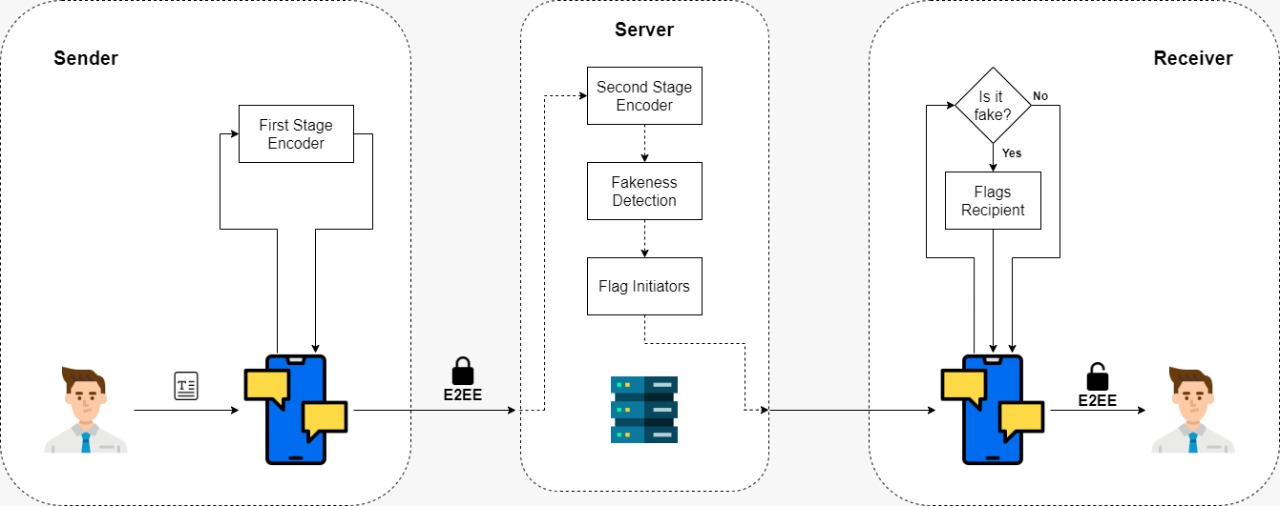 Sender
First Stage
Encoder
T
E2EE
Server
Second Stage
Encoder
Fakeness
Detection
Flag Initiators
Receiver
Is it
fake?
No
Yes
Flags
Recipient
E2EE